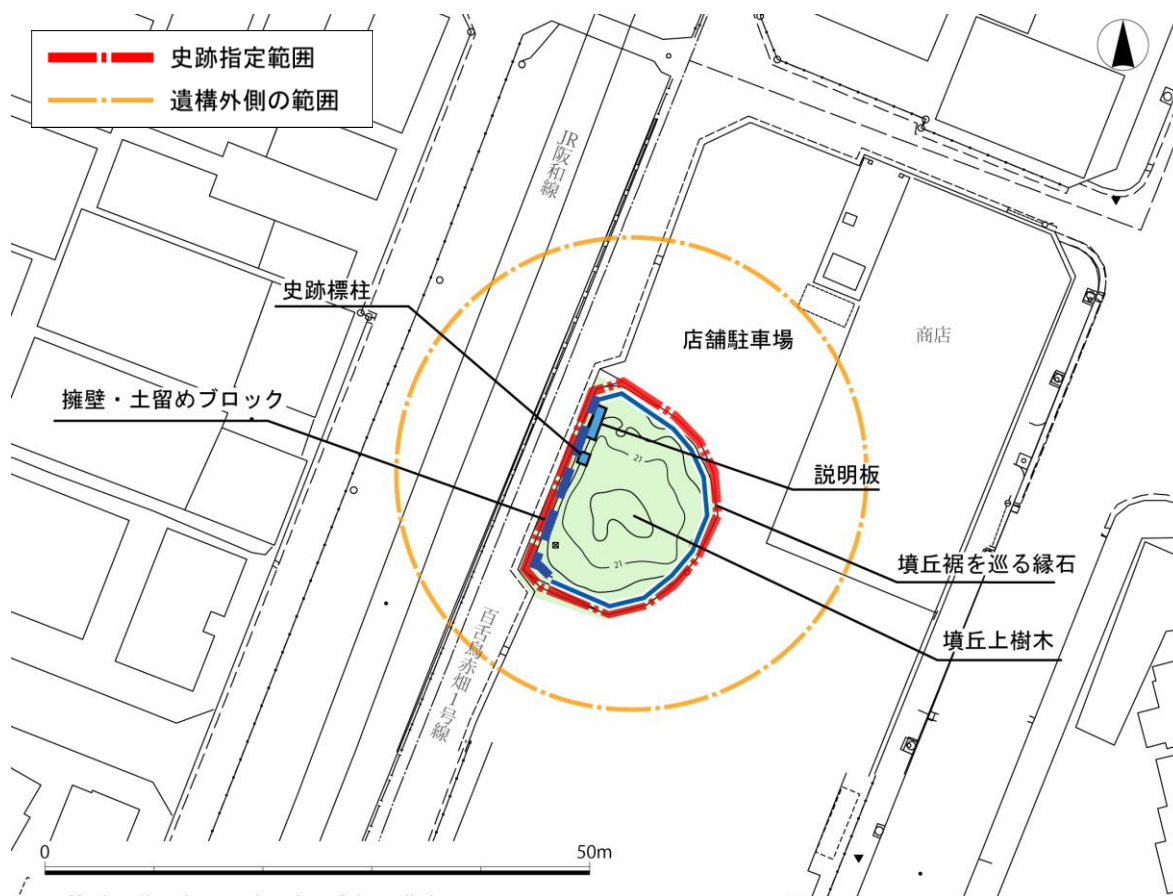 史跡指定範囲
遺構外側の範囲
JR阪和線
史跡標柱
店舗駐車場
商店
擁壁・土留めブロック
21
説明板
墳丘裾を巡る縁石
21
墳丘上樹木
百舌鳥赤畑1号線
0
50m